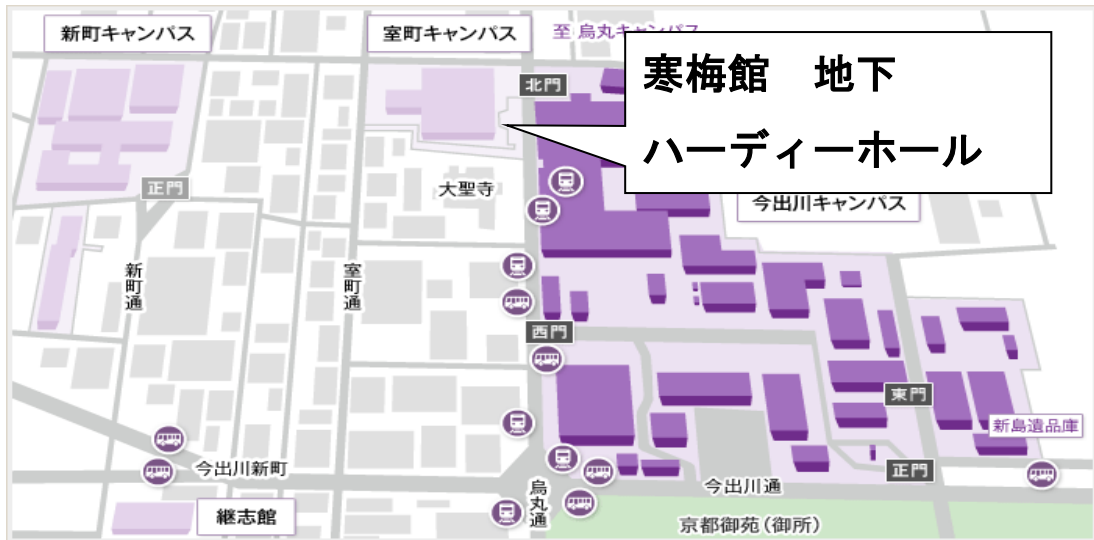 新町キャンパス
室町キャンパス
至 烏丸キャンパス
寒梅館　地下
ハーディーホール
北門
正門
大聖寺
今出川キャンパス
新町通
室町通
西門
東門
新島遺品庫
今出川新町
正門
今出川通
継志館
烏丸通
京都御苑（御所）